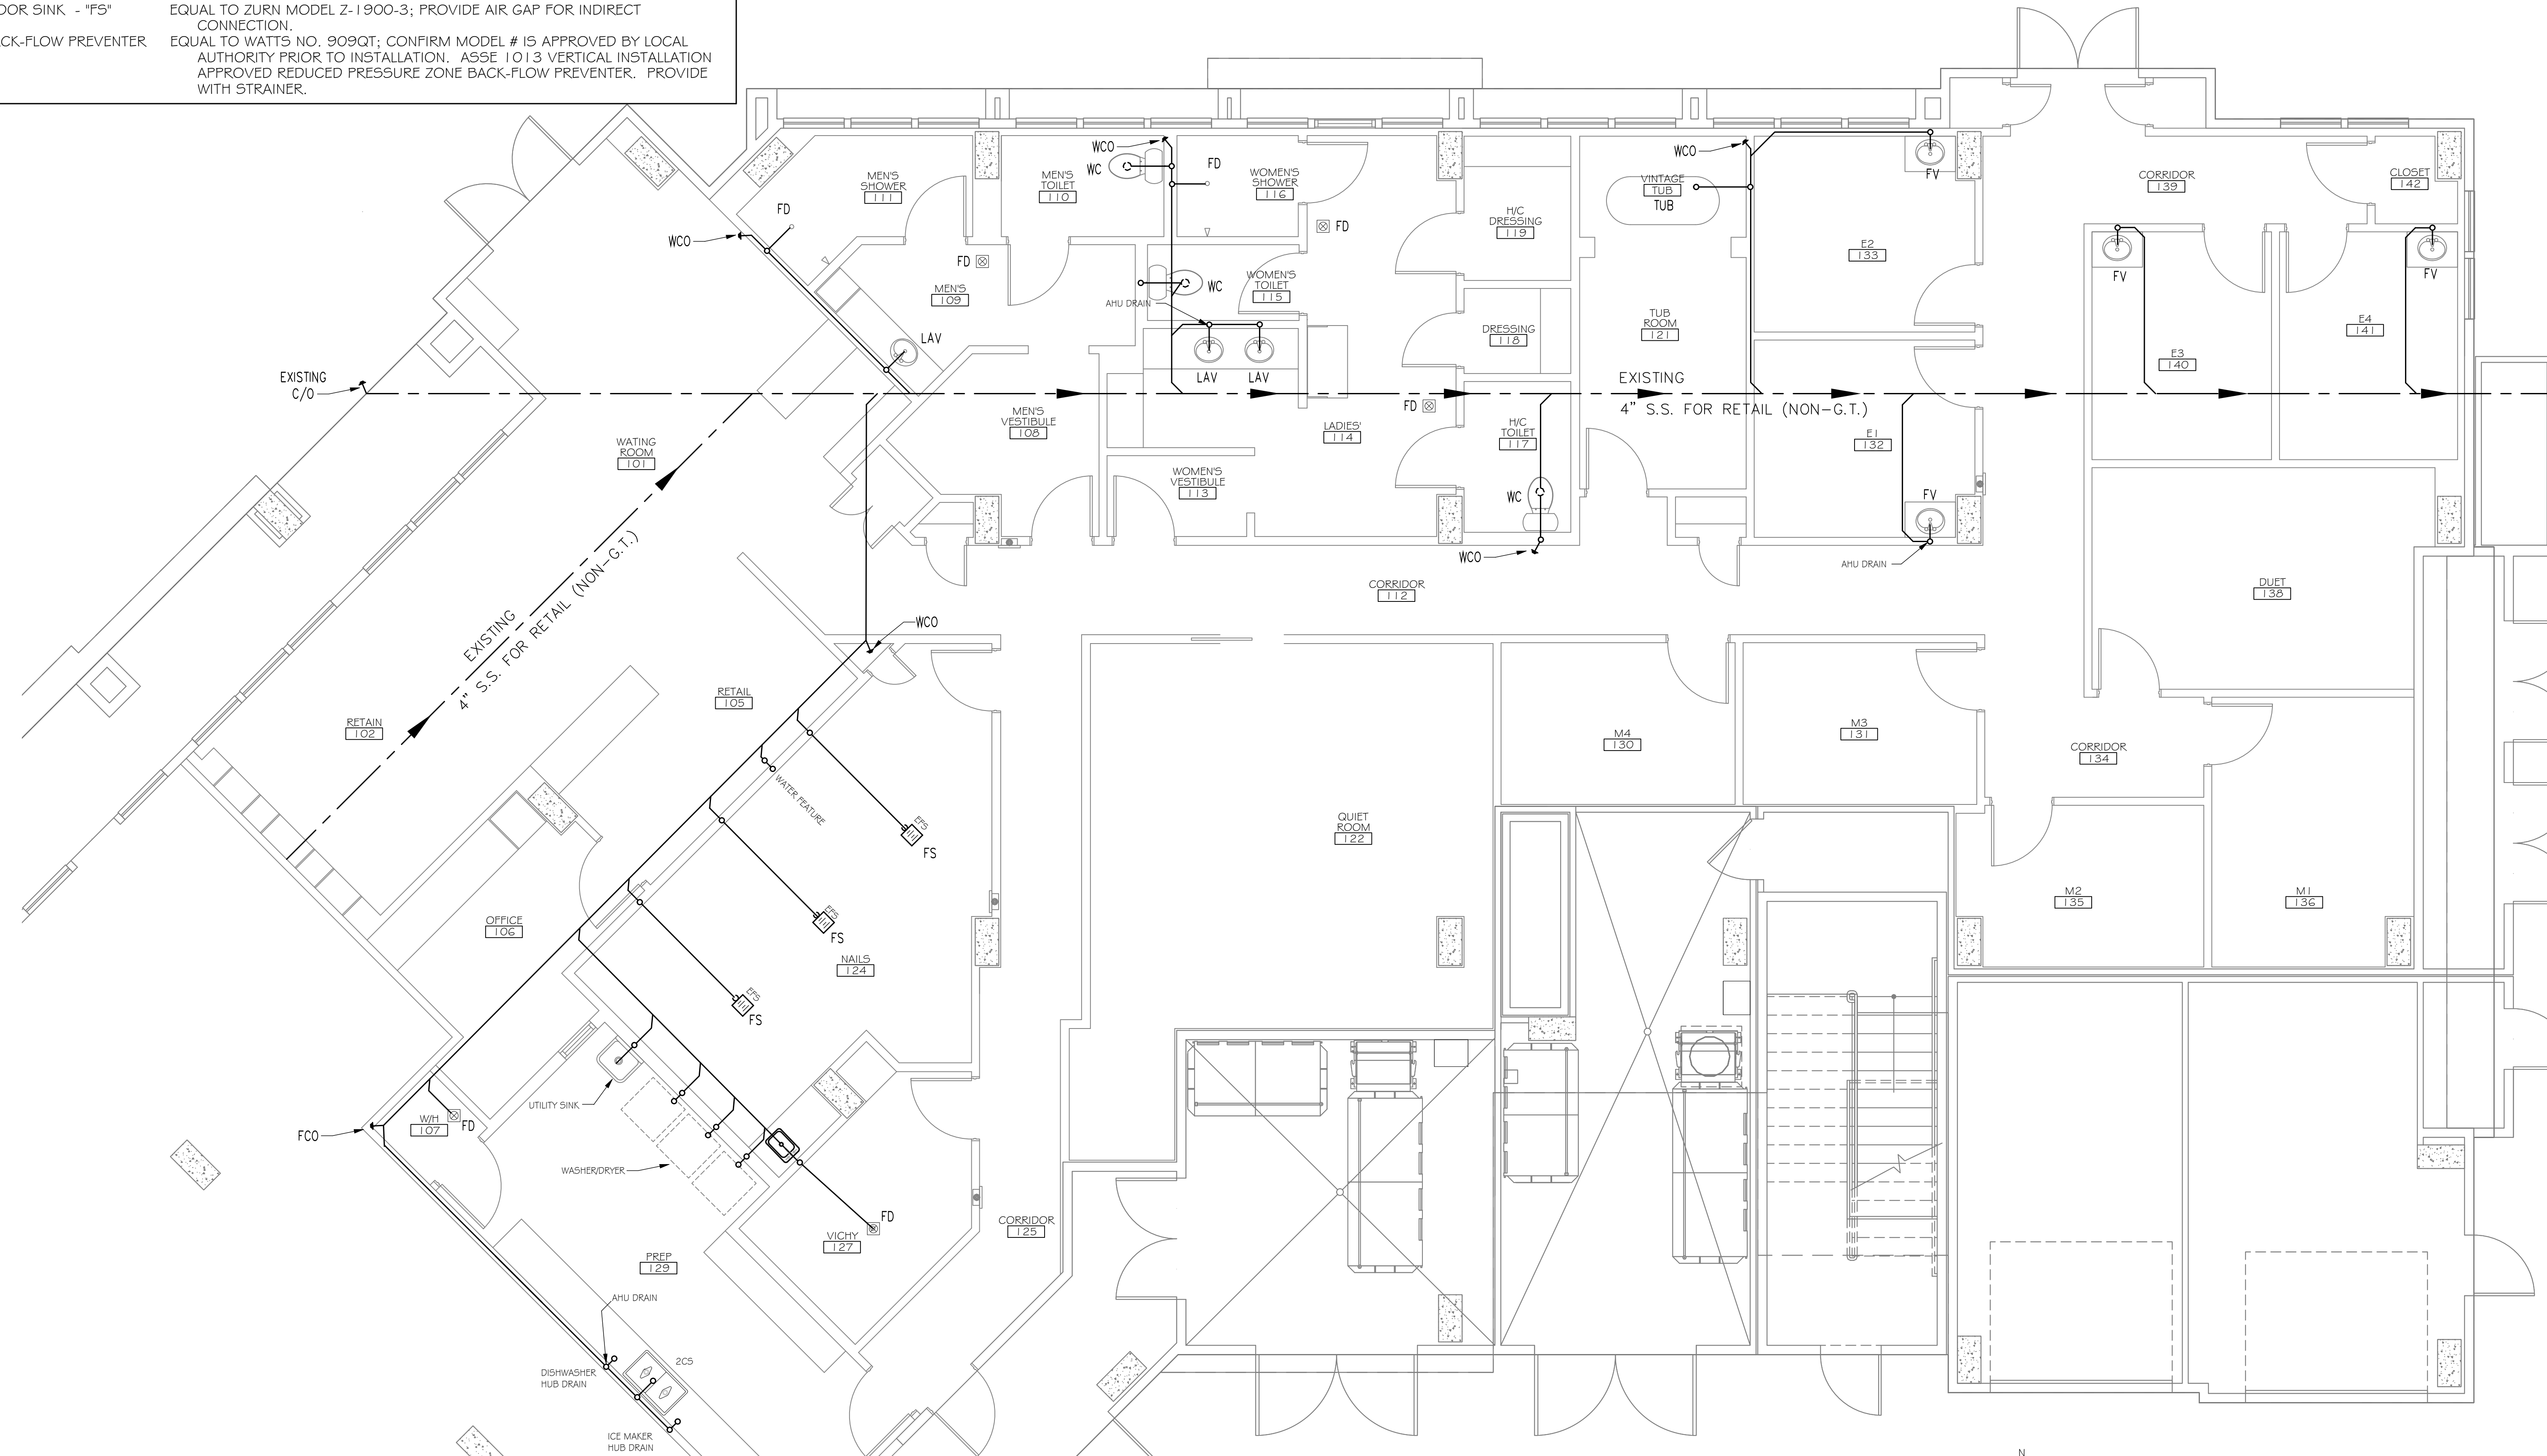 OOR SINK - "FS" EQUAL TO ZURN MODEL Z-1900-3; PROVIDE AIR GAP FOR INDIRECT
CONNECTION.
ACK-FLOW PREVENTER EQUAL TO WATTS NO. 909QT; CONFIRM MODEL # IS APPROVED BY LOCAL
AUTHORITY PRIOR TO INSTALLATION. ASSE 1013 VERTICAL INSTALLATION
APPROVED REDUCED PRESSURE ZONE BACK-FLOW PREVENTER. PROVIDE
WITH STRAINER.
WCO
WC
FD
MEN'S
SHOWER
111
MEN'S
TOILET
110
WOMEN'S
SHOWER
116
FD
WCO
FD
FD
MEN'S
109
WC
WOMEN'S
TOILET
115
AHU DRAIN
H/C
DRESSING
119
DRESSING
118
WCO
VINTAGE
TUB
TUB
FV
E2
133
TUB
ROOM
121
CORRIDOR
139
CLOSET
142
FV
FV
E3
140
E4
141
LAV
LAV
LAV
EXISTING
C/O
EXISTING
4" S.S. FOR RETAIL (NON-G.T.)
WATING
ROOM
101
MEN'S
VESTIBULE
108
LADIES'
114
FD
H/C
TOILET
117
E1
132
WOMEN'S
VESTIBULE
113
WC
FV
WCO
AHU DRAIN
CORRIDOR
112
DUET
138
EXISTING
4" S.S. FOR RETAIL (NON-G.T.)
WCO
RETAIN
102
RETAIL
105
M4
130
M3
131
CORRIDOR
134
WATER FEATURE
EFS
FS
QUIET
ROOM
122
M2
135
M1
136
OFFICE
106
EFS
FS
NAILS
124
EFS
FS
UTILITY SINK
W/H
107
FD
FCO
WASHER/DRYER
FD
VICHY
127
CORRIDOR
125
PREP
129
AHU DRAIN
DISHWASHER
HUB DRAIN
2CS
ICE MAKER
HUB DRAIN
N